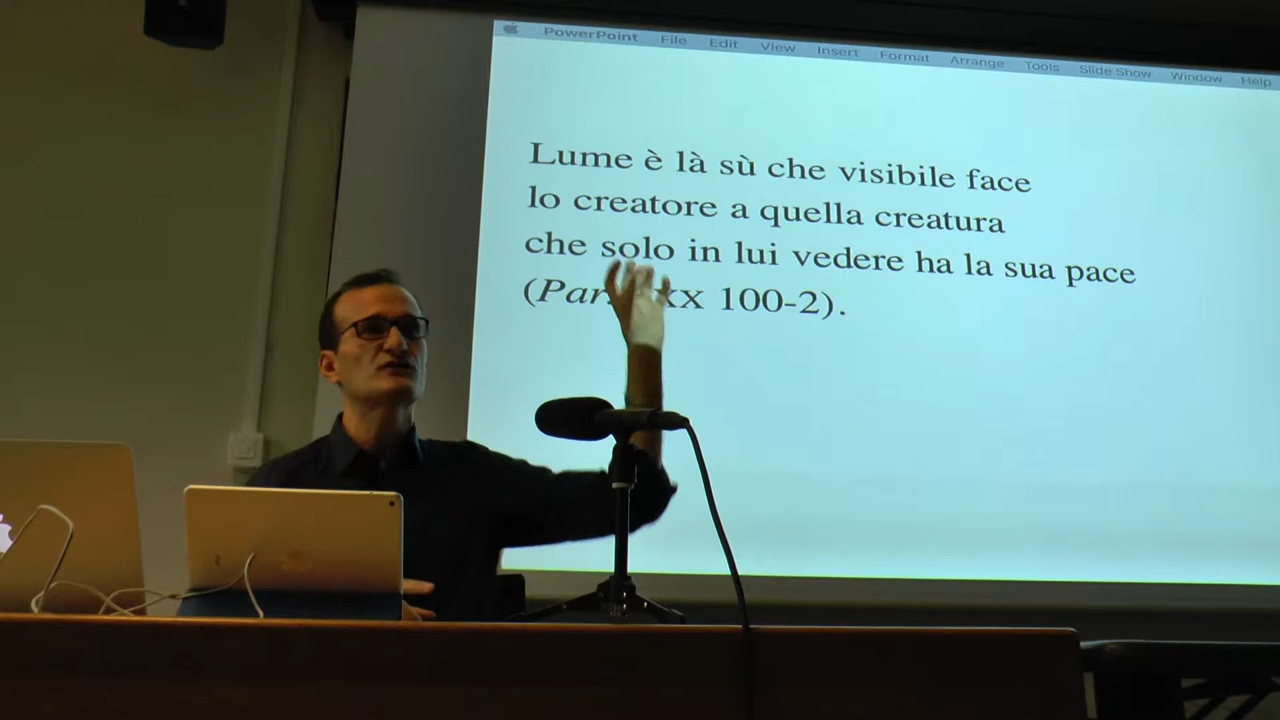 PowerPoint File Edit View Insert Format Arrange Tools Slide Show Window Help
Lume è là sù che visibile face
lo creatore a quella creatura
che solo in lui vedere ha la sua pace
(Par xx 100-2).